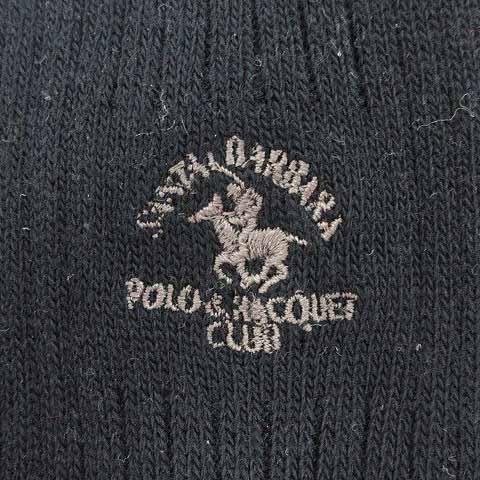 SANTA BARBARA
POLO & RACQUET
CLUB